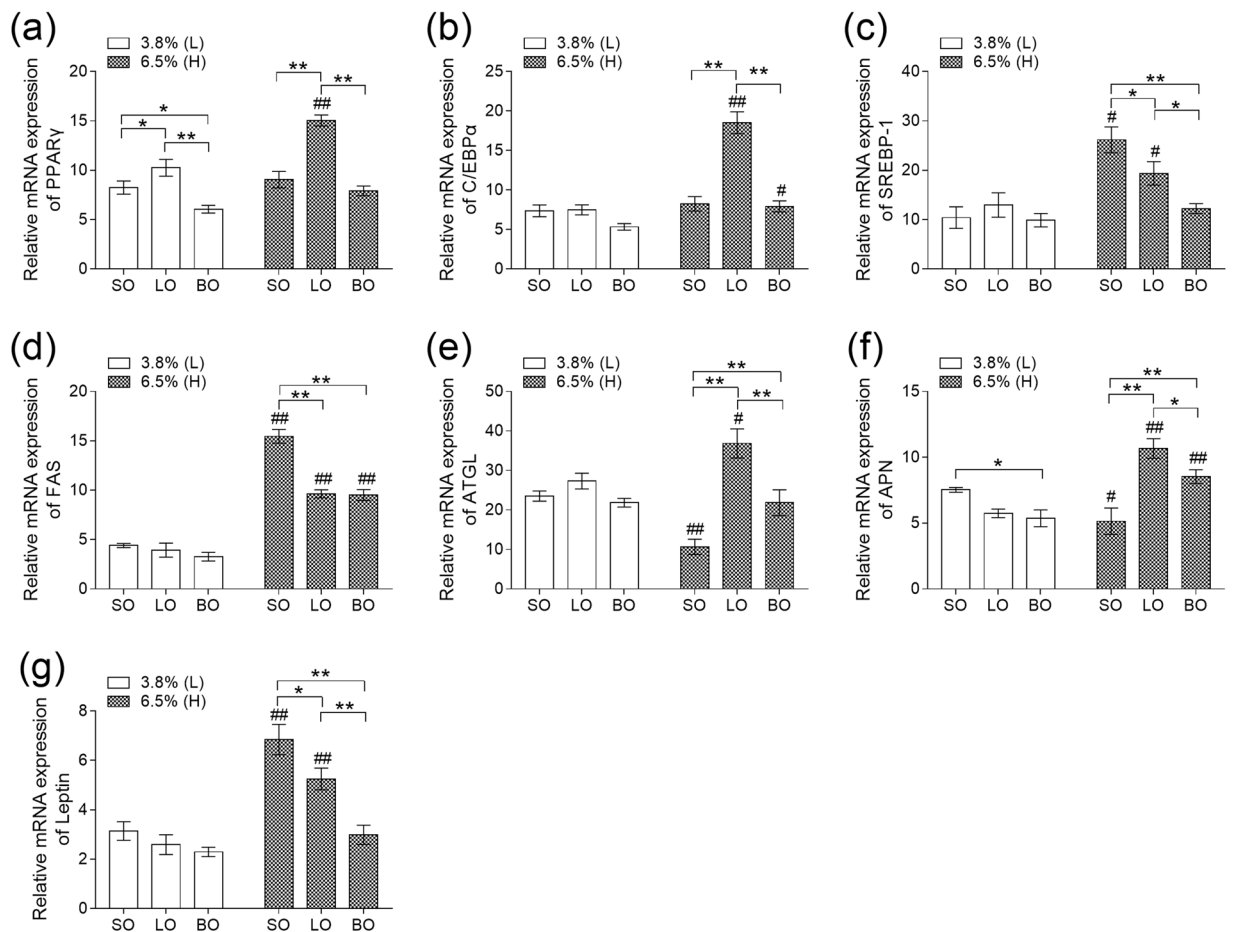 (a)
3.8% (L)
6.5% (H)
Relative mRNA expression
of PPARγ
20
15
10
5
0
* * ** ** **
##
SO LO BO SO LO BO
(b)
3.8% (L)
6.5% (H)
Relative mRNA expression
of C/EBPα
25
20
15
10
5
0
** **
##
#
SO LO BO SO LO BO
(c)
3.8% (L)
6.5% (H)
Relative mRNA expression
of SREBP-1
40
30
20
10
0
**
* *
#
#
SO LO BO SO LO BO
(d)
3.8% (L)
6.5% (H)
Relative mRNA expression
of FAS
20
15
10
5
0
**
**
##
## ##
SO LO BO SO LO BO
(e)
3.8% (L)
6.5% (H)
Relative mRNA expression
of ATGL
50
40
30
20
10
0
**
** **
#
##
SO LO BO SO LO BO
(f)
3.8% (L)
6.5% (H)
Relative mRNA expression
of APN
15
10
5
0
**
** *
*
##
##
#
SO LO BO SO LO BO
(g)
3.8% (L)
6.5% (H)
Relative mRNA expression
of Leptin
8
6
4
2
0
**
* **
##
##
SO LO BO SO LO BO